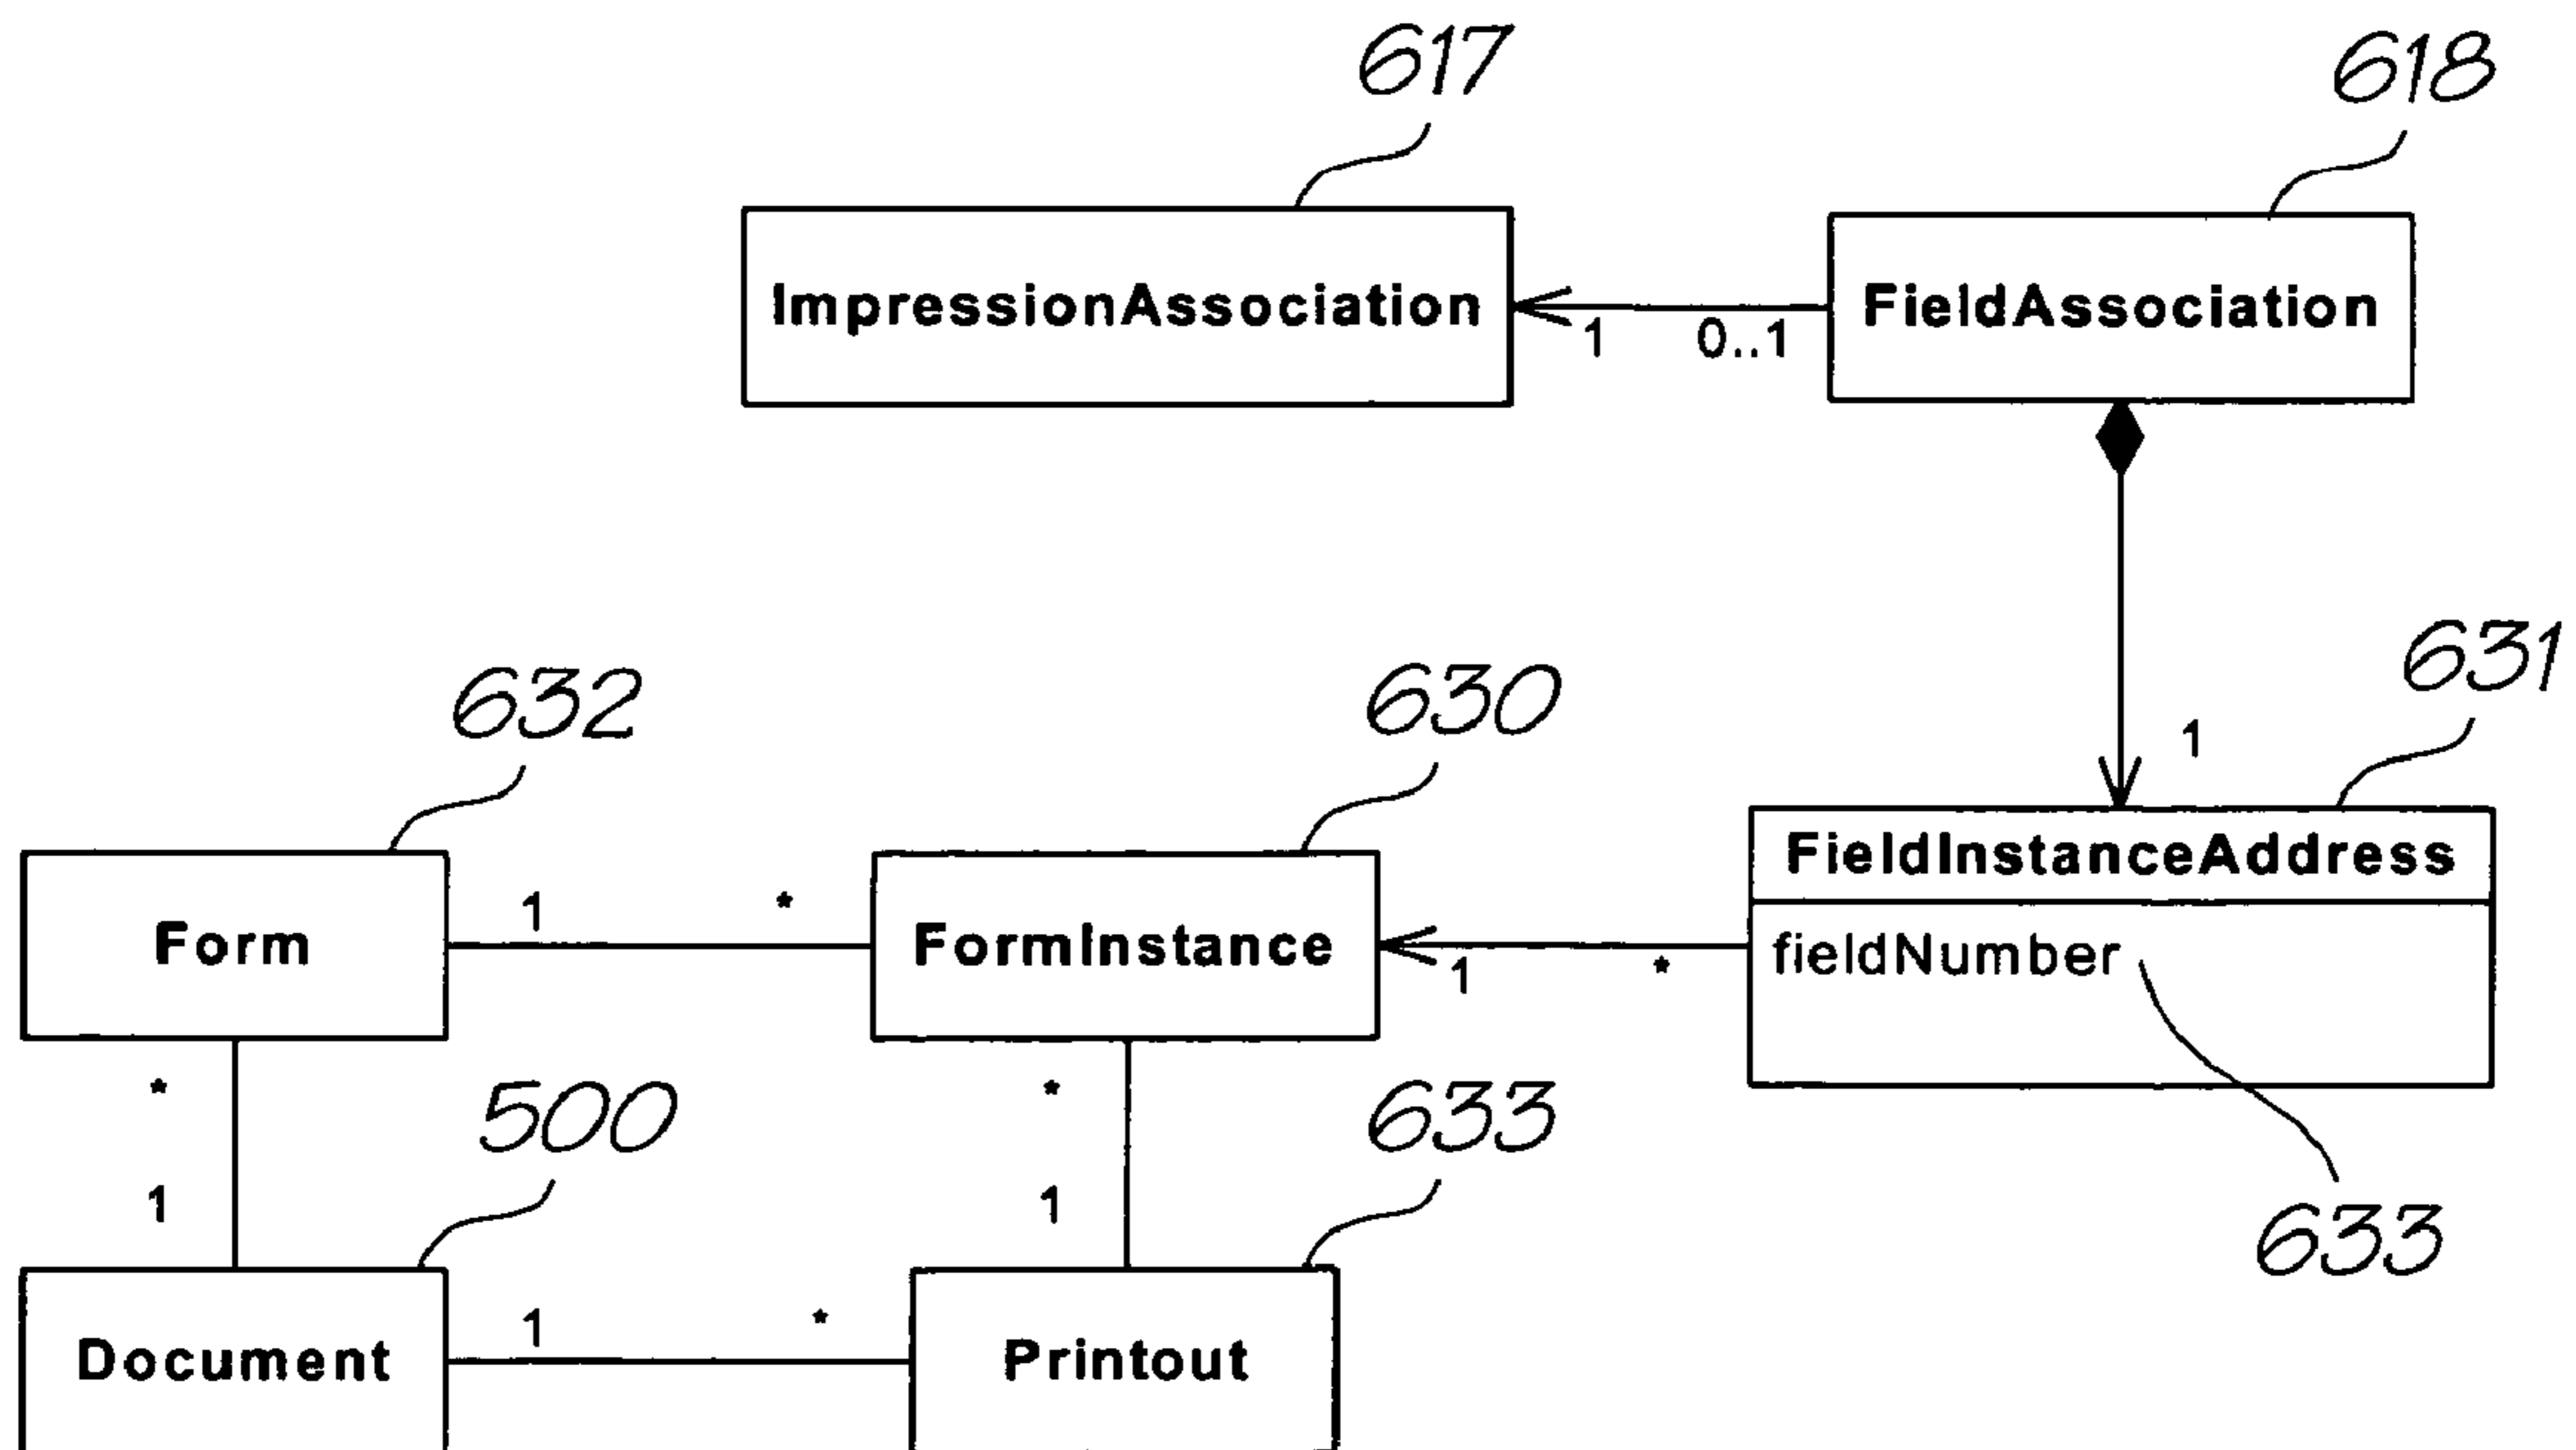 617
618
ImpressionAssociation
1
0..1
FieldAssociation
1
632
630
631
Form
1
*
FormInstance
1
*
FieldInstanceAddress
fieldNumber
*
1
500
*
1
633
633
Document
1
*
Printout